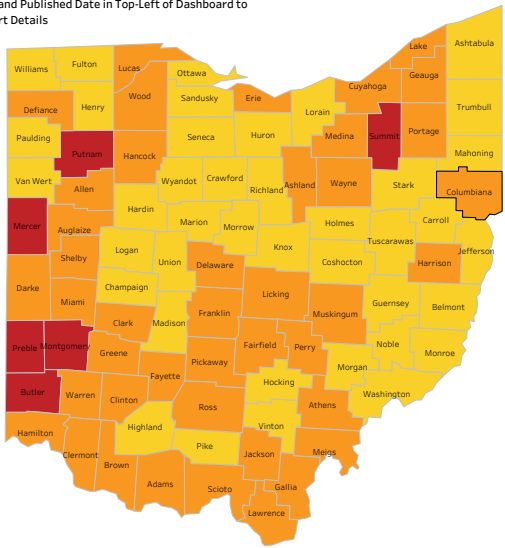 and Published Date in Top-Left of Dashboard to
rt Details
Lake
Ashtabula
Williams
Fulton
Lucas
Ottawa
Geauga
Cuyahoga
Wood
Sandusky
Erie
Defiance
Henry
Lorain
Trumbull
Paulding
Seneca
Huron
Medina
Summit
Portage
Putnam
Hancock
Mahoning
Van Wert
Allen
Wyandot
Crawford
Richland
Ashland
Wayne
Stark
Columbiana
Hardin
Mercer
Auglaize
Marion
Morrow
Holmes
Carroll
Tuscarawas
Jefferson
Shelby
Logan
Union
Knox
Coshocton
Harrison
Delaware
Darke
Champaign
Licking
Miami
Guernsey
Belmont
Clark
Madison
Franklin
Muskingum
Preble
Montgomery
Greene
Fairfield
Perry
Noble
Monroe
Pickaway
Morgan
Fayette
Hocking
Butler
Warren
Clinton
Washington
Ross
Athens
Hamilton
Highland
Vinton
Pike
Clermont
Jackson
Meigs
Brown
Adams
Scioto
Gallia
Lawrence